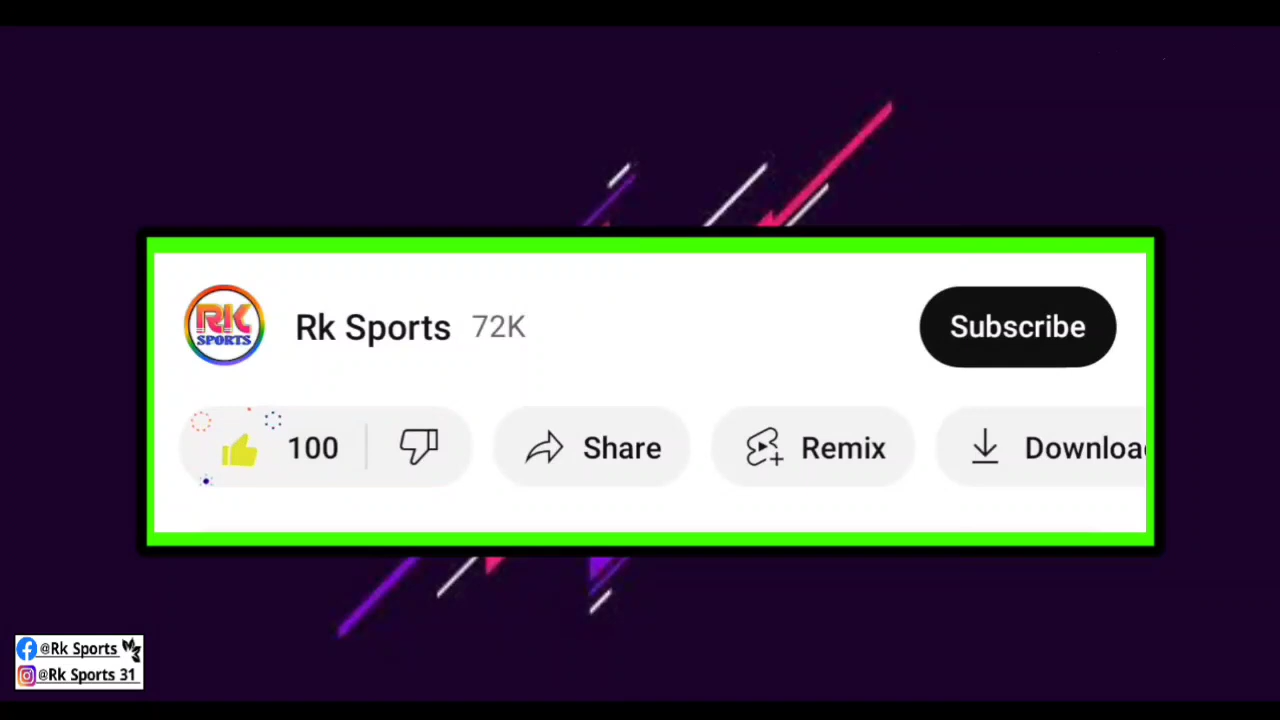 RK
SPORTS
Rk Sports 72K
Subscribe
100
Share
Remix
Downloa
@Rk Sports
@Rk Sports 31